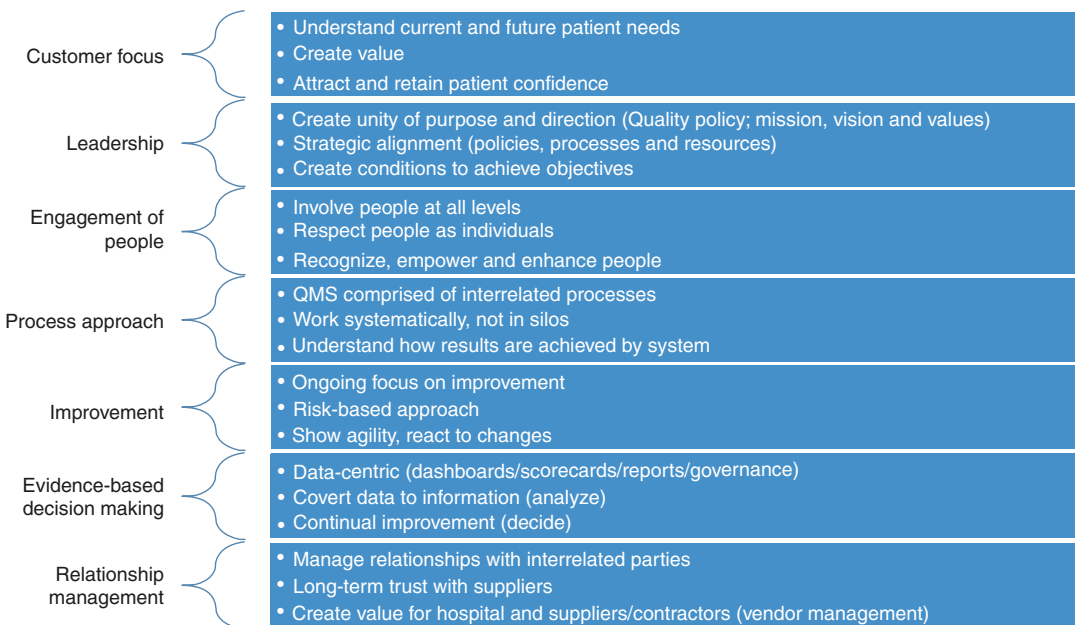 Customer focus
• Understand current and future patient needs
• Create value
• Attract and retain patient confidence
Leadership
• Create unity of purpose and direction (Quality policy; mission, vision and values)
• Strategic alignment (policies, processes and resources)
• Create conditions to achieve objectives
Engagement of
people
• Involve people at all levels
• Respect people as individuals
• Recognize, empower and enhance people
Process approach
• QMS comprised of interrelated processes
• Work systematically, not in silos
• Understand how results are achieved by system
Improvement
• Ongoing focus on improvement
• Risk-based approach
• Show agility, react to changes
Evidence-based
decision making
• Data-centric (dashboards/scorecards/reports/governance)
• Covert data to information (analyze)
• Continual improvement (decide)
Relationship
management
• Manage relationships with interrelated parties
• Long-term trust with suppliers
• Create value for hospital and suppliers/contractors (vendor management)